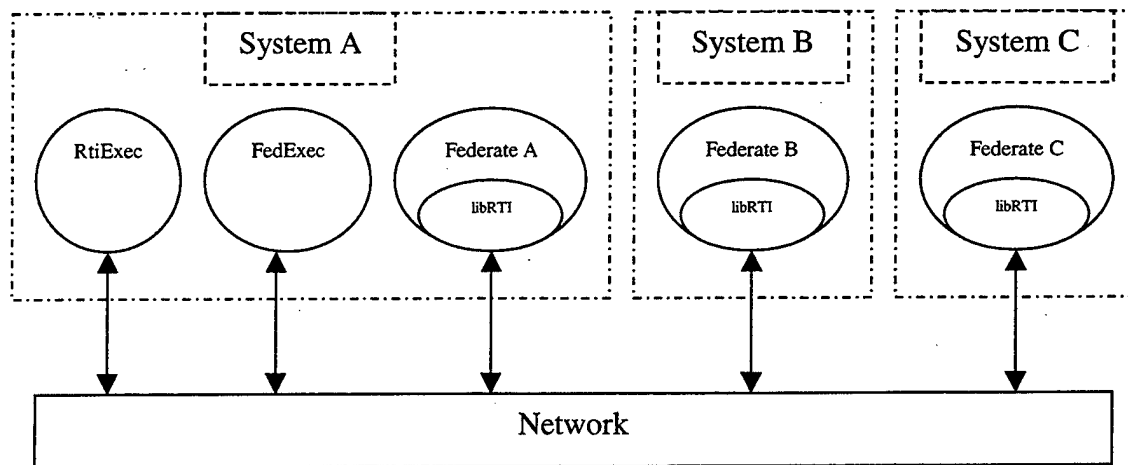 System A
System B
System C
RtiExec
FedExec
Federate A
Federate B
Federate C
libRTI
libRTI
libRTI
Network